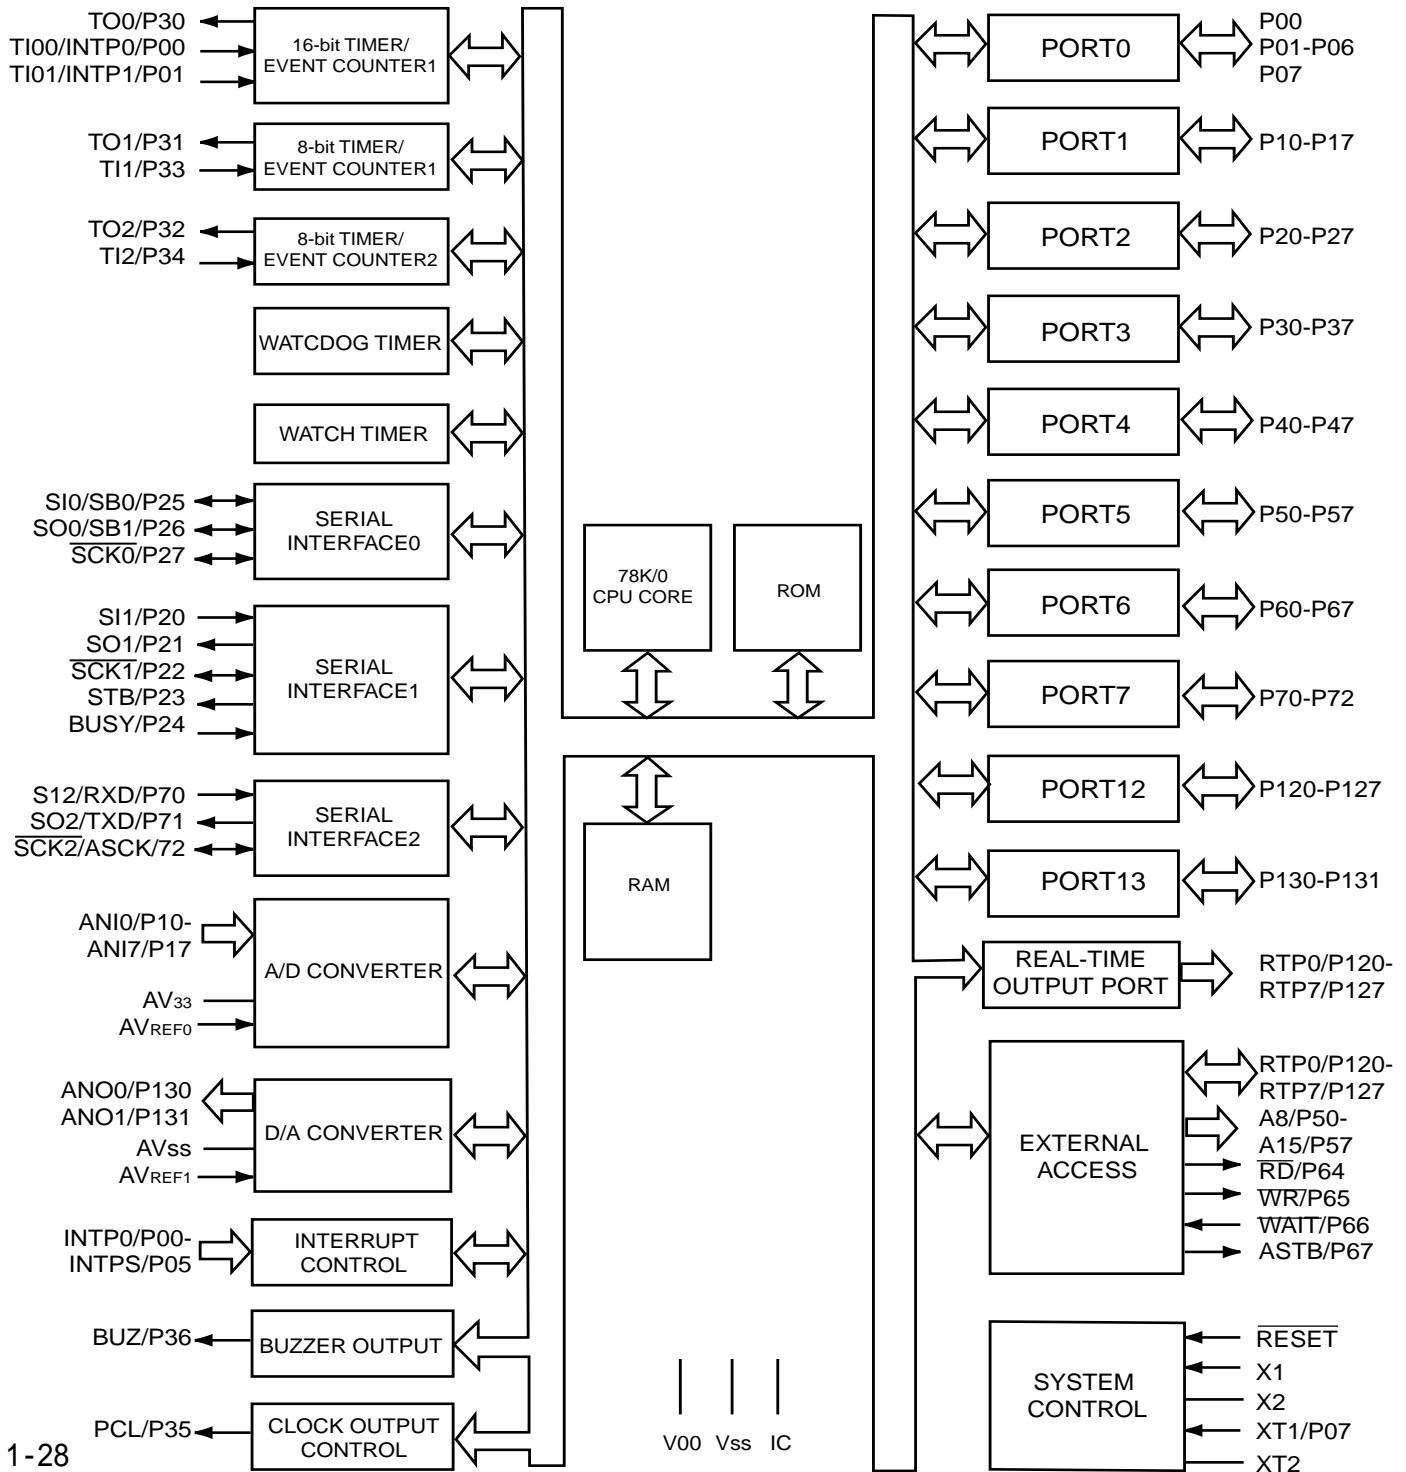 TO0/P30
TI00/INTP0/P00
TI01/INTP1/P01
16-bit TIMER/
EVENT COUNTER1
TO1/P31
TI1/P33
8-bit TIMER/
EVENT COUNTER1
TO2/P32
TI2/P34
8-bit TIMER/
EVENT COUNTER2
WATCDOG TIMER
WATCH TIMER
SI0/SB0/P25
SO0/SB1/P26
SCK0/P27
SERIAL
INTERFACE0
SI1/P20
SO1/P21
SCK1/P22
STB/P23
BUSY/P24
SERIAL
INTERFACE1
S12/RXD/P70
SO2/TXD/P71
SCK2/ASCK/72
SERIAL
INTERFACE2
ANI0/P10-
ANI7/P17
AV33
AVREF0
A/D CONVERTER
ANO0/P130
ANO1/P131
AVss
AVREF1
D/A CONVERTER
INTP0/P00-
INTPS/P05
INTERRUPT
CONTROL
BUZ/P36
BUZZER OUTPUT
PCL/P35
CLOCK OUTPUT
CONTROL
1-28
78K/0
CPU CORE
ROM
RAM
V00 Vss IC
PORT0
P00
P01-P06
P07
PORT1
P10-P17
PORT2
P20-P27
PORT3
P30-P37
PORT4
P40-P47
PORT5
P50-P57
PORT6
P60-P67
PORT7
P70-P72
PORT12
P120-P127
PORT13
P130-P131
REAL-TIME
OUTPUT PORT
RTP0/P120-
RTP7/P127
EXTERNAL
ACCESS
RTP0/P120-
RTP7/P127
A8/P50-
A15/P57
RD/P64
WR/P65
WAIT/P66
ASTB/P67
SYSTEM
CONTROL
RESET
X1
X2
XT1/P07
XT2